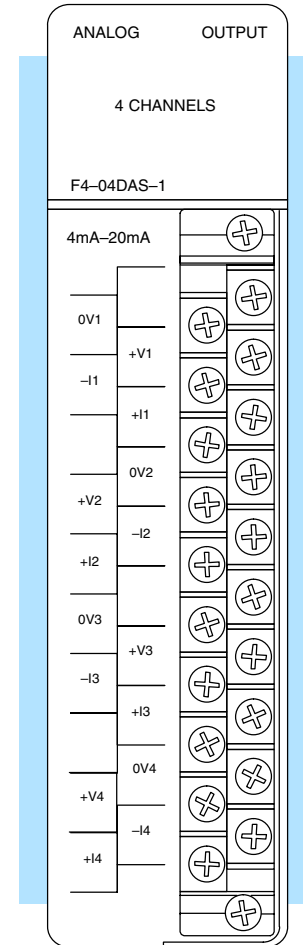 ANALOG OUTPUT
4 CHANNELS
F4–04DAS–1
4mA–20mA
0V1
+V1
–I1
+I1
0V2
+V2
–I2
+I2
0V3
+V3
–I3
+I3
0V4
+V4
–I4
+I4